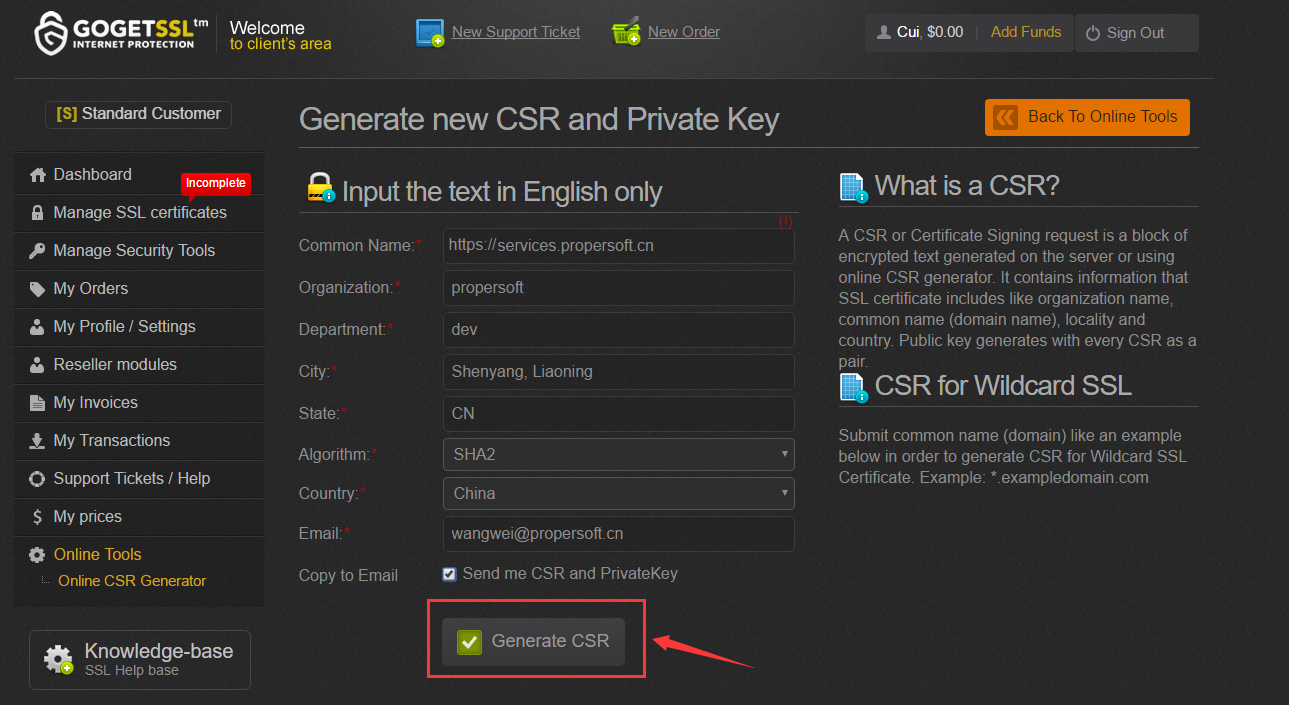 GOGETSSL™
INTERNET PROTECTION
Welcome
to client's area
New Support Ticket
New Order
Cui, $0.00
Add Funds
Sign Out
[S] Standard Customer
Dashboard
Incomplete
Manage SSL certificates
Manage Security Tools
My Orders
My Profile / Settings
Reseller modules
My Invoices
My Transactions
Support Tickets / Help
My prices
Online Tools
Online CSR Generator
Knowledge-base
SSL Help base
Generate new CSR and Private Key
Back To Online Tools
Input the text in English only
(!)
Common Name:* https://services.propersoft.cn
Organization:* propersoft
Department:* dev
City:* Shenyang, Liaoning
State:* CN
Algorithm:* SHA2
Country:* China
Email:* wangwei@propersoft.cn
Copy to Email Send me CSR and PrivateKey
Generate CSR
What is a CSR?
A CSR or Certificate Signing request is a block of
encrypted text generated on the server or using
online CSR generator. It contains information that
SSL certificate includes like organization name,
common name (domain name), locality and
country. Public key generates with every CSR as a
pair.
CSR for Wildcard SSL
Submit common name (domain) like an example
below in order to generate CSR for Wildcard SSL
Certificate. Example: *.exampledomain.com